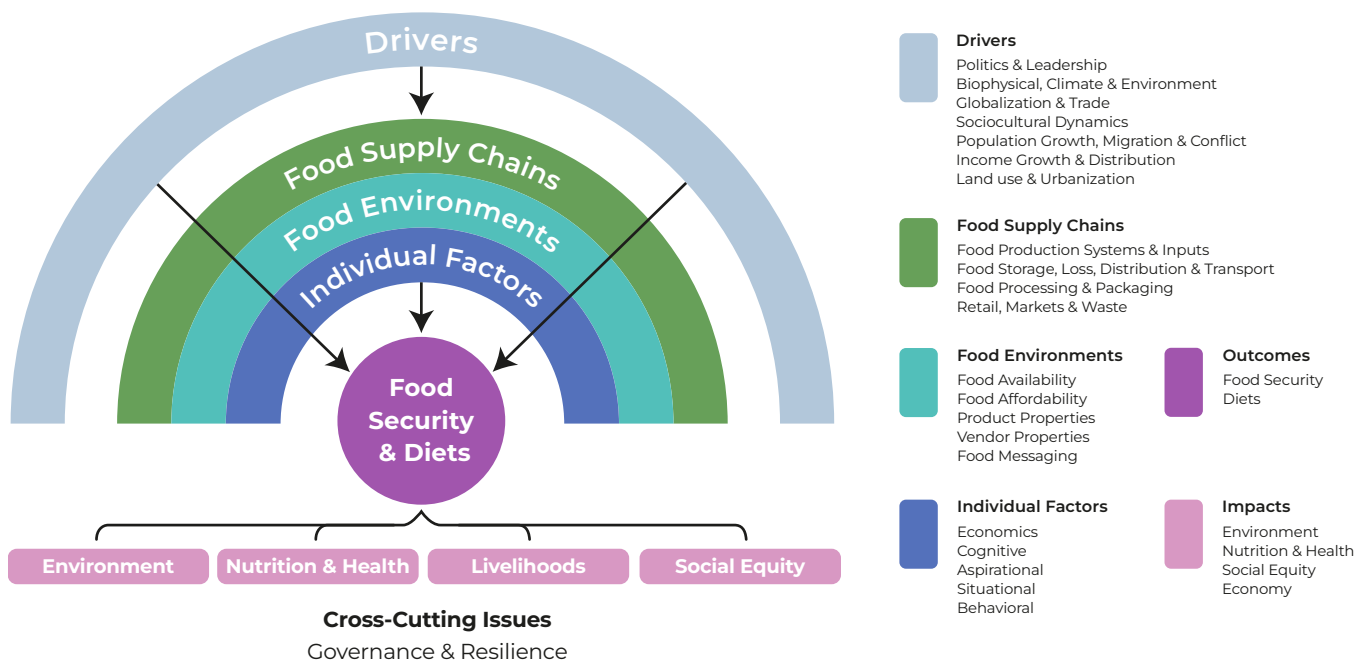 Drivers
Food Supply Chains
Food Environments
Individual Factors
Food
Security
& Diets
Environment
Nutrition & Health
Livelihoods
Social Equity
Cross-Cutting Issues
Governance & Resilience
Drivers
Politics & Leadership
Biophysical, Climate & Environment
Globalization & Trade
Sociocultural Dynamics
Population Growth, Migration & Conflict
Income Growth & Distribution
Land use & Urbanization
Food Supply Chains
Food Production Systems & Inputs
Food Storage, Loss, Distribution & Transport
Food Processing & Packaging
Retail, Markets & Waste
Food Environments
Food Availability
Food Affordability
Product Properties
Vendor Properties
Food Messaging
Outcomes
Food Security
Diets
Individual Factors
Economics
Cognitive
Aspirational
Situational
Behavioral
Impacts
Environment
Nutrition & Health
Social Equity
Economy